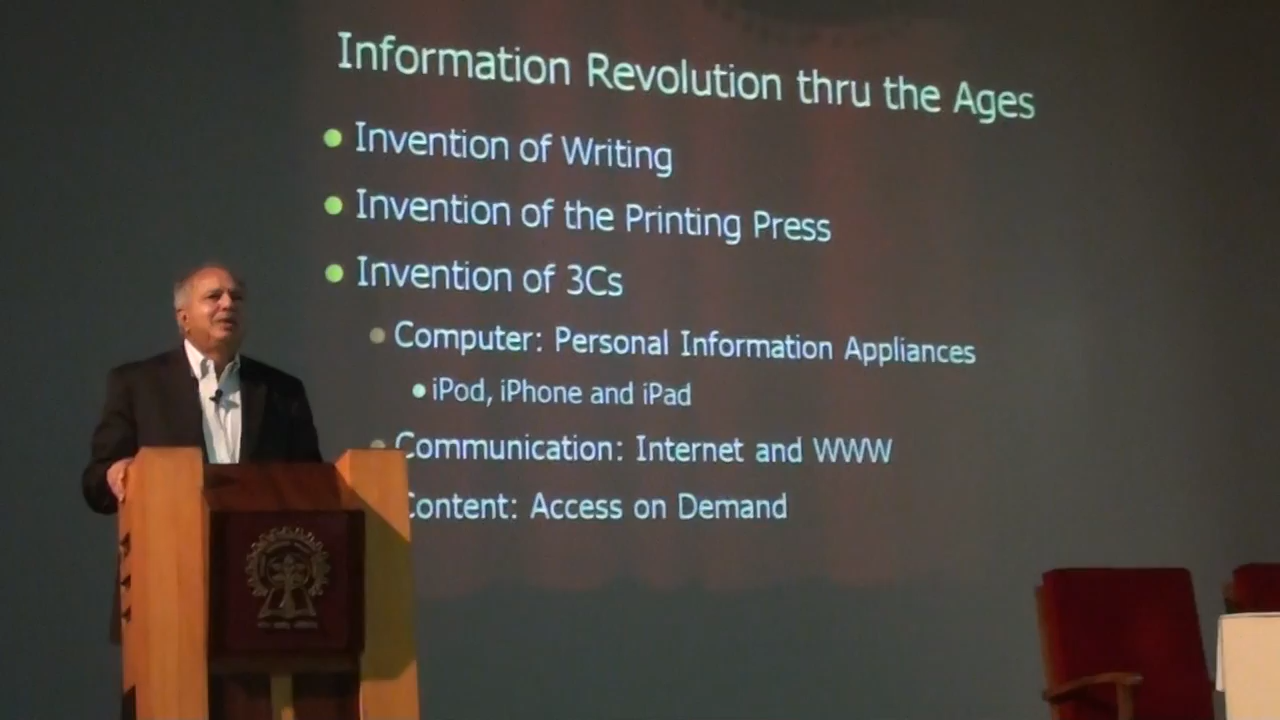 Information Revolution thru the Ages
Invention of Writing
Invention of the Printing Press
Invention of 3Cs
Computer: Personal Information Appliances
iPod, iPhone and iPad
Communication: Internet and WWW
Content: Access on Demand